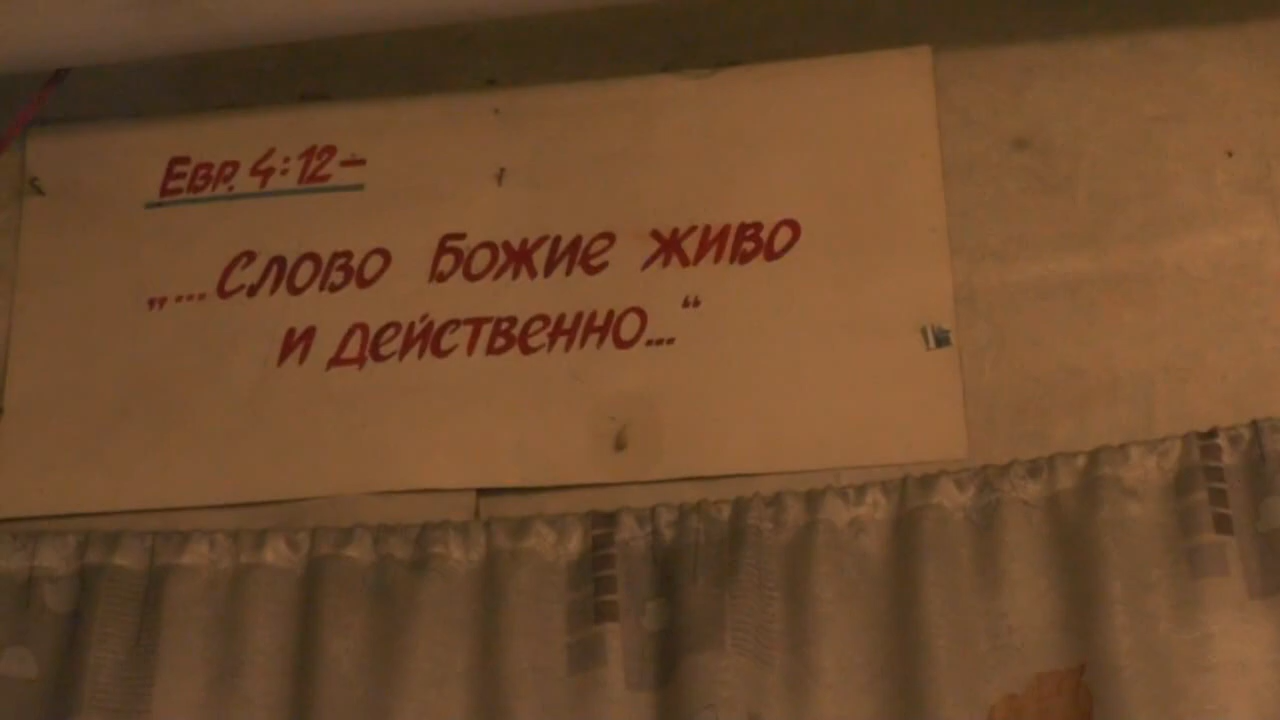 Евр. 4:12–
„...Слово Божие живо
и действенно...“